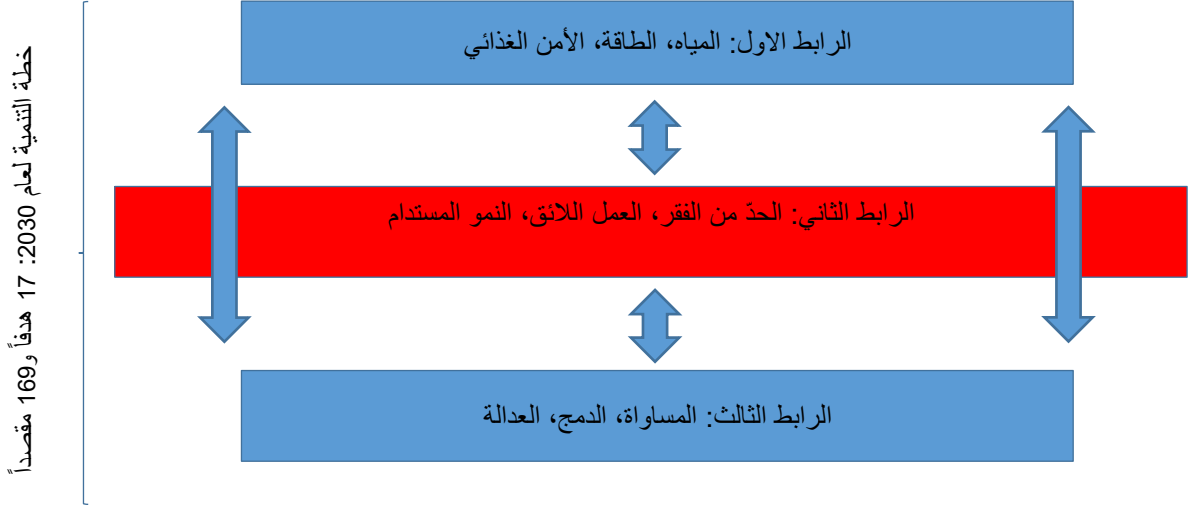 خطة التنمية لعام 2030: 17 هدفاً و169 مقصداً
الرابط الاول: المياه، الطاقة، الأمن الغذائي
الرابط الثاني: الحدّ من الفقر، العمل اللائق، النمو المستدام
الرابط الثالث: المساواة، الدمج، العدالة